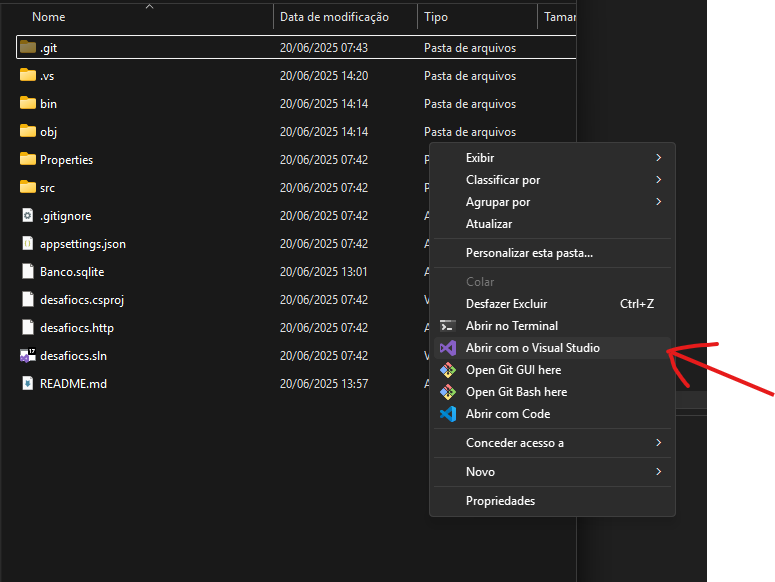 Nome Data de modificação Tipo Tamar
.git 20/06/2025 07:43 Pasta de arquivos
.vs 20/06/2025 14:20 Pasta de arquivos
bin 20/06/2025 14:14 Pasta de arquivos
obj 20/06/2025 14:14 Pasta de arquivos
Properties 20/06/2025 07:42
src 20/06/2025 07:42
.gitignore 20/06/2025 07:42
appsettings.json 20/06/2025 07:42
Banco.sqlite 20/06/2025 13:01
desafiocs.csproj 20/06/2025 07:42
desafiocs.http 20/06/2025 07:42
17
desafiocs.sln 20/06/2025 07:42
README.md 20/06/2025 13:57
Exibir
Classificar por
Agrupar por
Atualizar
Personalizar esta pasta...
Colar
Desfazer Excluir Ctrl+Z
Abrir no Terminal
Abrir com o Visual Studio
Open Git GUI here
Open Git Bash here
Abrir com Code
Conceder acesso a
Novo
Propriedades